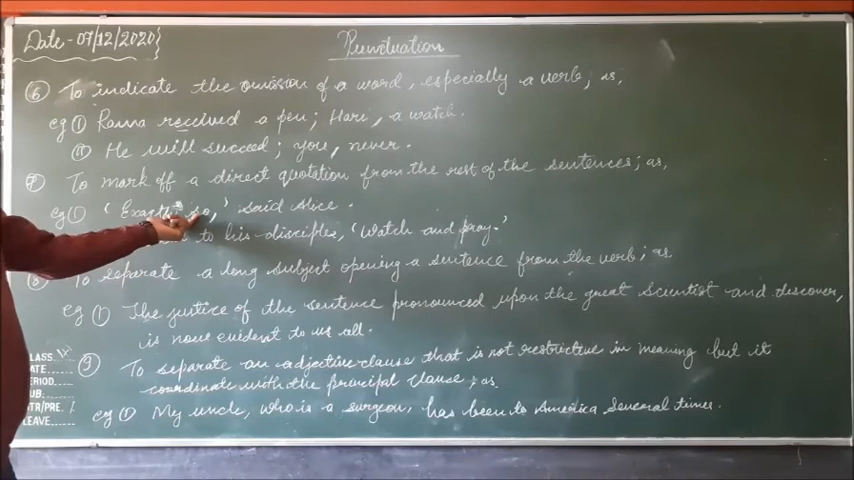 Date - 07/12/2020
Punctuation
⑥ To indicate the omission of a word, especially a verb; as,
eg ① Rama received a pen; Hari, a watch.
⑪ He will succeed; you, never.
⑦ To mark off a direct quotation from the rest of the sentences; as,
eg ① 'Exactly so,' said Alice.
to his disciples, 'Watch and pray.'
⑧ To separate a long subject opening a sentence from the verb; as
eg ① The justice of the sentence pronounced upon the great Scientist and discover,
is now evident to us all.
⑨ To separate an adjective clause that is not restrictive in meaning but it
coordinate with the principal clause; as
eg ① My uncle, who is a surgeon, has been to America several times.
CLASS
DATE
PERIOD
SUB
STR/PRE.
LEAVE